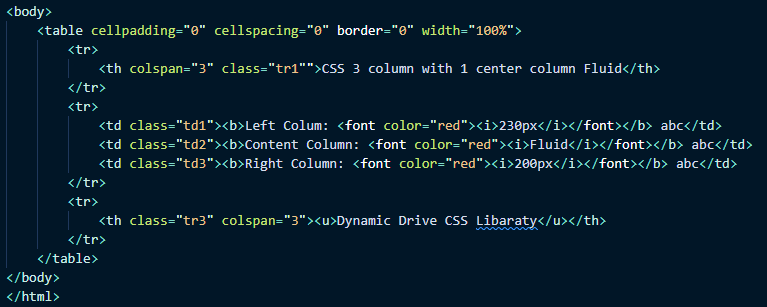 <body>
<table cellpadding="0" cellspacing="0" border="0" width="100%">
<tr>
<th colspan="3" class="tr1"">CSS 3 column with 1 center column Fluid</th>
</tr>
<tr>
<td class="td1"><b>Left Colum: <font color="red"><i>230px</i></font></b> abc</td>
<td class="td2"><b>Content Column: <font color="red"><i>Fluid</i></font></b> abc</td>
<td class="td3"><b>Right Column: <font color="red"><i>200px</i></font></b> abc</td>
</tr>
<tr>
<th class="tr3" colspan="3"><u>Dynamic Drive CSS Libaraty</u></th>
</tr>
</table>
</body>
</html>